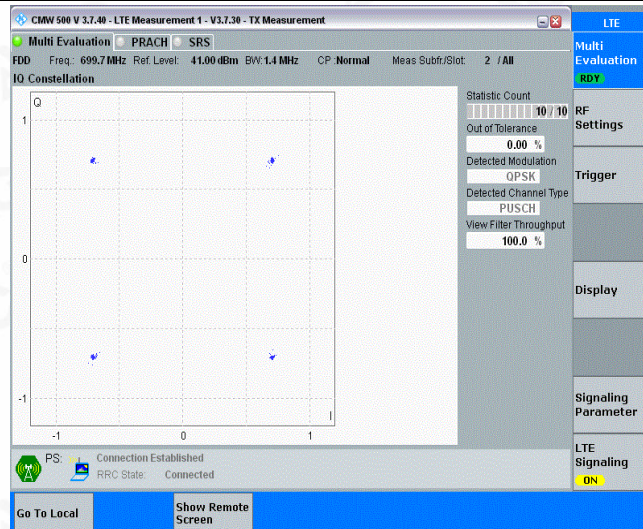 CMW 500 V 3.7.40 - LTE Measurement 1 - V3.7.30 - TX Measurement
LTE
Multi Evaluation PRACH SRS
FDD Freq.: 699.7 MHz Ref. Level: 41.00 dBm BW: 1.4 MHz CP :Normal Meas Subfr./Slot: 2 / All
IQ Constellation
Q
1
0
-1
I
-1 0 1
Statistic Count
10 / 10
Out of Tolerance
0.00 %
Detected Modulation
QPSK
Detected Channel Type
PUSCH
View Filter Throughput
100.0 %
Multi
Evaluation
RDY
RF
Settings
Trigger
Display
Signaling
Parameter
LTE
Signaling
ON
PS: Connection Established
RRC State: Connected
Go To Local
Show Remote
Screen